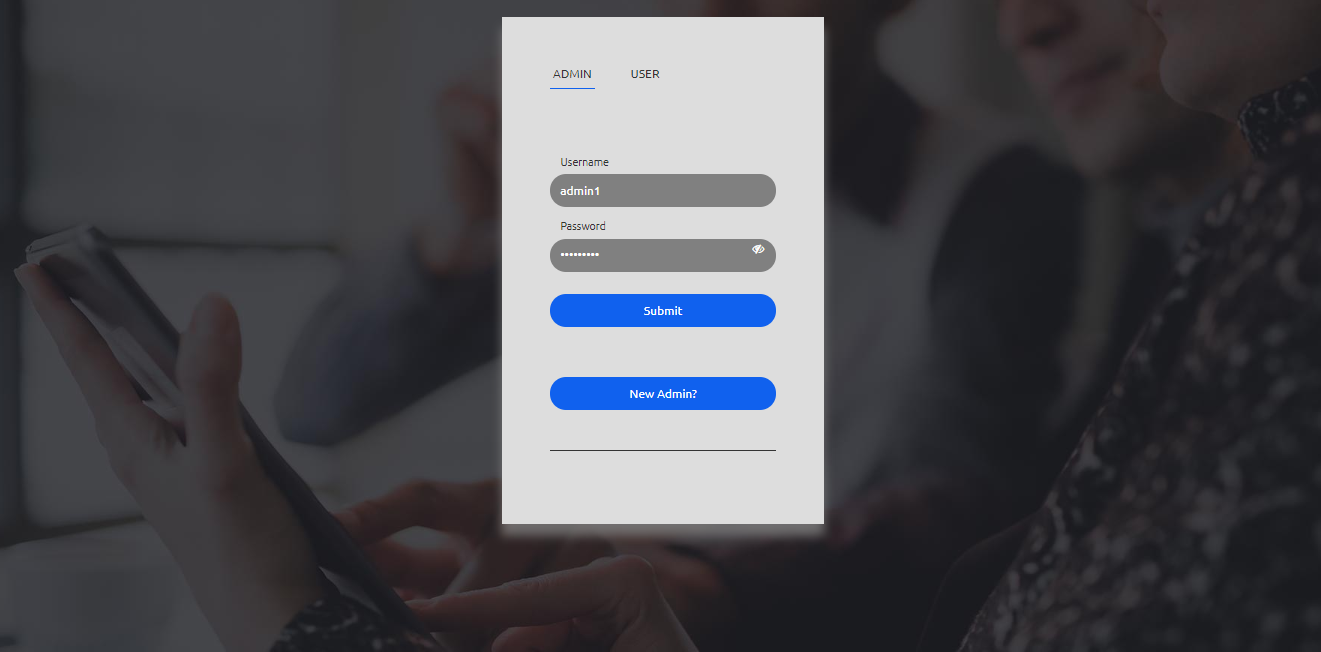 ADMIN USER
Username
admin1
Password
•••••••••
Submit
New Admin?